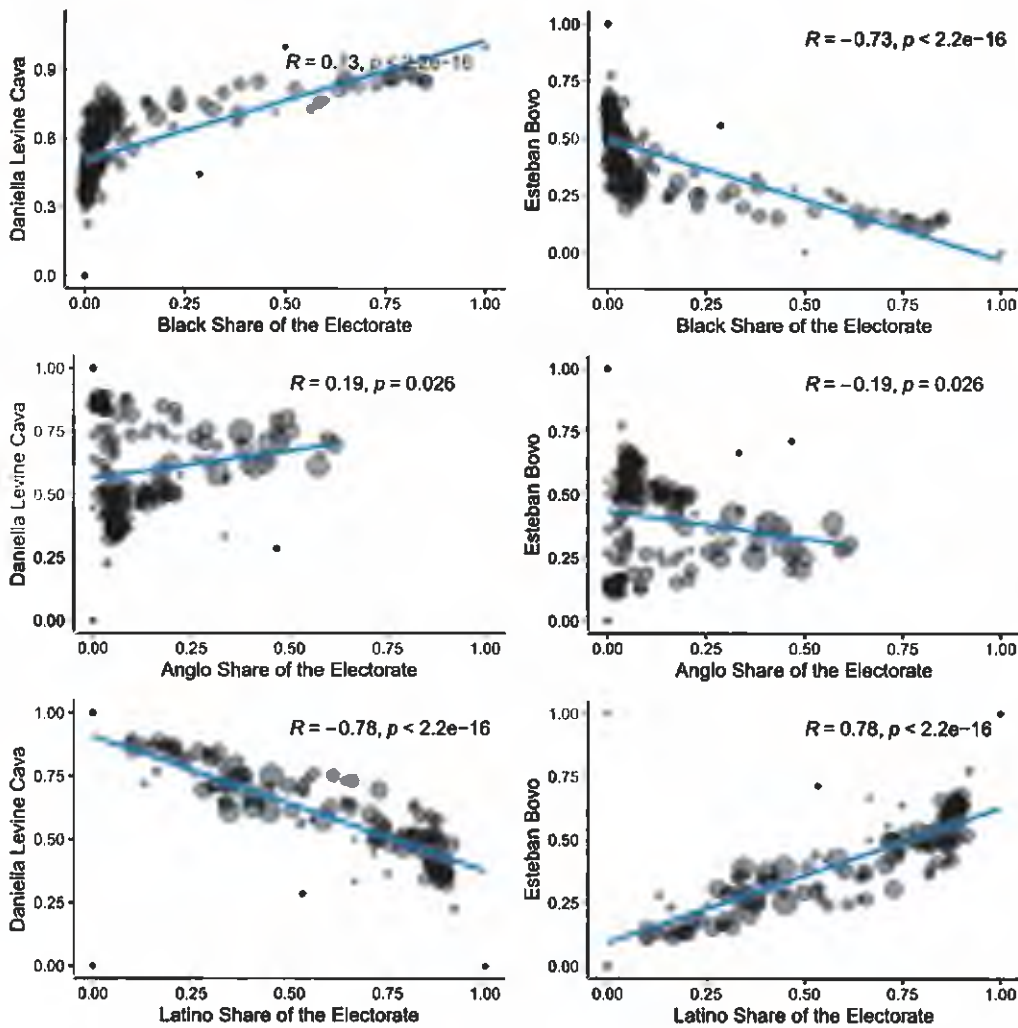 Daniella Levine Cava
0.9
0.6
0.3
0.0
R = 0.73, p < 2.2e−16
0.00 0.25 0.50 0.75 1.00
Black Share of the Electorate
Esteban Bovo
1.00
0.75
0.50
0.25
0.00
R = −0.73, p < 2.2e−16
0.00 0.25 0.50 0.75 1.00
Black Share of the Electorate
Daniella Levine Cava
1.00
0.75
0.50
0.25
0.00
R = 0.19, p = 0.026
0.00 0.25 0.50 0.75 1.00
Anglo Share of the Electorate
Esteban Bovo
1.00
0.75
0.50
0.25
0.00
R = −0.19, p = 0.026
0.00 0.25 0.50 0.75 1.00
Anglo Share of the Electorate
Daniella Levine Cava
1.00
0.75
0.50
0.25
0.00
R = −0.78, p < 2.2e−16
0.00 0.25 0.50 0.75 1.00
Latino Share of the Electorate
Esteban Bovo
1.00
0.75
0.50
0.25
0.00
R = 0.78, p < 2.2e−16
0.00 0.25 0.50 0.75 1.00
Latino Share of the Electorate